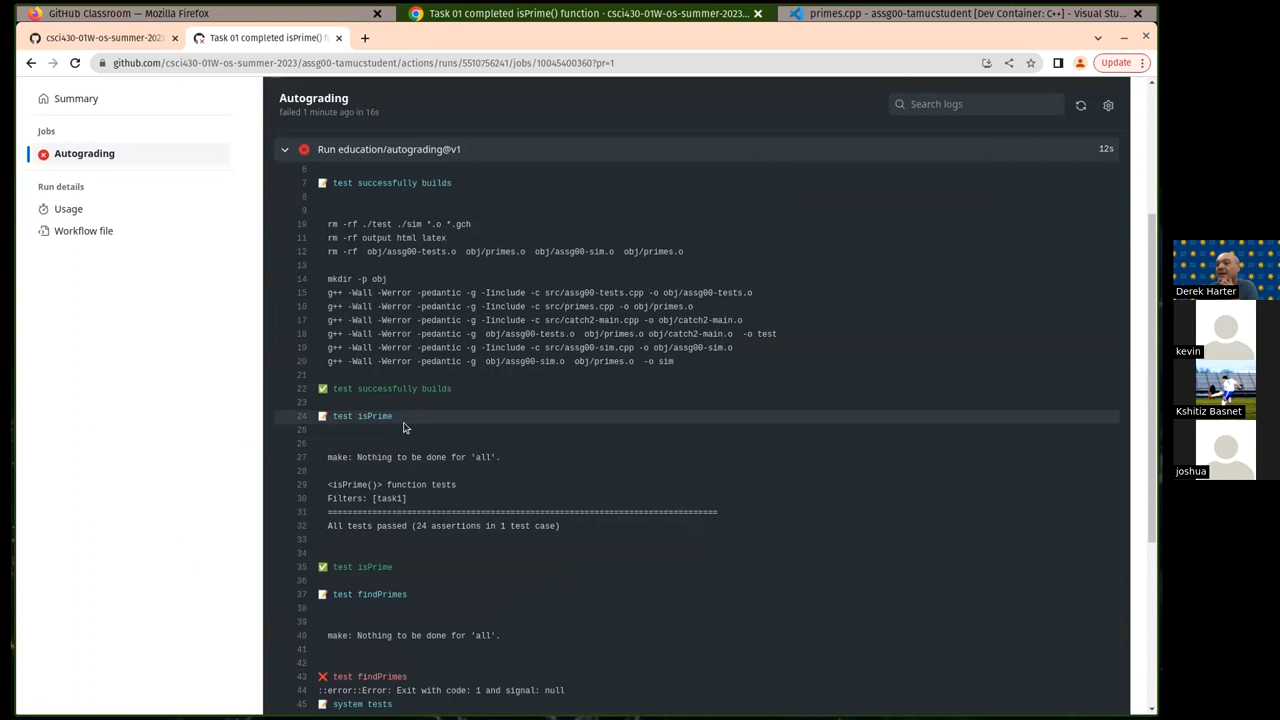 GitHub Classroom — Mozilla Firefox
Task 01 completed isPrime() function · csci430-01W-os-summer-2023...
primes.cpp - assg00-tamucstudent [Dev Container: C++] - Visual Stu
csci430-01W-os-summer-202
Task 01 completed isPrime() f
github.com/csci430-01W-os-summer-2023/assg00-tamucstudent/actions/runs/5510756241/jobs/10045400360?pr=1
Update
Summary
Jobs
Autograding
Run details
Usage
Workflow file
Autograding
failed 1 minute ago in 16s
Search logs
Run education/autograding@v1
12s
6
7 📝 test successfully builds
8
9
10 rm -rf ./test ./sim *.o *.gch
11 rm -rf output html latex
12 rm -rf obj/assg00-tests.o obj/primes.o obj/assg00-sim.o obj/primes.o
13
14 mkdir -p obj
15 g++ -Wall -Werror -pedantic -g -Iinclude -c src/assg00-tests.cpp -o obj/assg00-tests.o
16 g++ -Wall -Werror -pedantic -g -Iinclude -c src/primes.cpp -o obj/primes.o
17 g++ -Wall -Werror -pedantic -g -Iinclude -c src/catch2-main.cpp -o obj/catch2-main.o
18 g++ -Wall -Werror -pedantic -g obj/assg00-tests.o obj/primes.o obj/catch2-main.o -o test
19 g++ -Wall -Werror -pedantic -g -Iinclude -c src/assg00-sim.cpp -o obj/assg00-sim.o
20 g++ -Wall -Werror -pedantic -g obj/assg00-sim.o obj/primes.o -o sim
21
22 ✅ test successfully builds
23
24 📝 test isPrime
25
26
27 make: Nothing to be done for 'all'.
28
29 <isPrime()> function tests
30 Filters: [task1]
31 ===============================================================================
32 All tests passed (24 assertions in 1 test case)
33
34
35 ✅ test isPrime
36
37 📝 test findPrimes
38
39
40 make: Nothing to be done for 'all'.
41
42
43 ❌ test findPrimes
44 ::error::Error: Exit with code: 1 and signal: null
45 📝 system tests
Derek Harter
kevin
Kshitiz Basnet
joshua